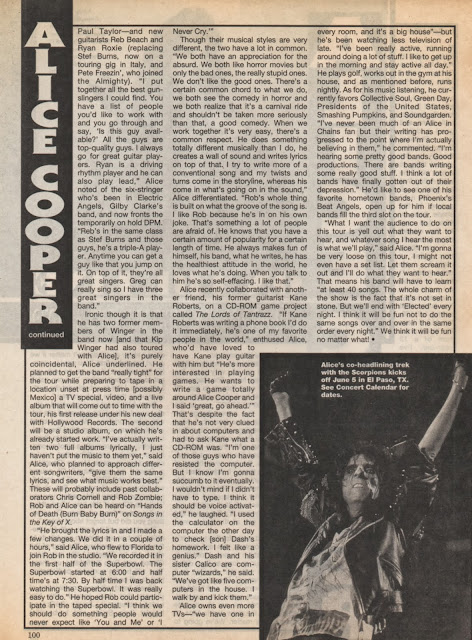 ALICE COOPER
continued
Paul Taylor—and new
guitarists Reb Beach and
Ryan Roxie (replacing
Stef Burns, now on a
touring gig in Italy, and
Pete Freezin', who joined
the Almighty). "I put
together all the best gun-
slingers I could find. You
have a list of people
you'd like to work with
and you go through and
say, 'Is this guy avail-
able?' All the guys are
top-quality guys. I always
go for great guitar play-
ers. Ryan is a driving
rhythm player and he can
also play lead," Alice
noted of the six-stringer
who's been in Electric
Angels, Gilby Clarke's
band, and now fronts the
temporarily on hold DPM.
"Reb's in the same class
as Stef Burns and those
guys, he's a triple-A play-
er. Anytime you can get a
guy like that you jump on
it. On top of it, they're all
great singers. Greg can
really sing so I have three
great singers in the
band."
Ironic though it is that
he has two former mem-
bers of Winger in the
band now [and that Kip
Winger had also toured
with Alice], it's purely
coincidental, Alice underlined. He
planned to get the band "really tight" for
the tour while preparing to tape in a
location unset at press time [possibly
Mexico] a TV special, video, and a live
album that will come out to time with the
tour, his first release under his new deal
with Hollywood Records. The second
will be a studio album, on which he's
already started work. "I've actually writ-
ten two full albums lyrically, I just
haven't put the music to them yet," said
Alice, who planned to approach differ-
ent songwriters, "give them the same
lyrics, and see what music works best."
These will probably include past collab-
orators Chris Cornell and Rob Zombie;
Rob and Alice can be heard on "Hands
of Death (Burn Baby Burn)" on Songs in
the Key of X.
"He brought the lyrics in and I made a
few changes. We did it in a couple of
hours," said Alice, who flew to Florida to
join Rob in the studio. "We recorded it in
the first half of the Superbowl. The
Superbowl started at 6:00 and half
time's at 7:30. By half time I was back
watching the Superbowl. It was really
easy to do." He hoped Rob could partic-
ipate in the taped special. "I think we
should do something people would
never expect like 'You and Me' or 'I
Never Cry.'"
Though their musical styles are very
different, the two have a lot in common.
"We both have an appreciation for the
absurd. We both like horror movies but
only the bad ones, the really stupid ones.
We don't like the good ones. There's a
certain common chord to what we do,
we both see the comedy in horror and
we both realize that it's a carnival ride
and shouldn't be taken more seriously
than that, a good comedy. When we
work together it's very easy, there's a
common respect. He does something
totally different musically than I do, he
creates a wall of sound and writes lyrics
on top of that, I try to write more of a
conventional song and my twists and
turns come in the storyline, whereas his
come in what's going on in the sound,"
Alice differentiated. "Rob's whole thing
is built on what the groove of the song is.
I like Rob because he's in on his own
joke. That's something a lot of people
are afraid of. He knows that you have a
certain amount of popularity for a certain
length of time. He always makes fun of
himself, his band, what he writes, he has
the healthiest attitude in the world, he
loves what he's doing. When you talk to
him he's so self-effacing. I like that."
Alice recently collaborated with anoth-
er friend, his former guitarist Kane
Roberts, on a CD-ROM game project
called The Lords of Tantrazz. "If Kane
Roberts was writing a phone book I'd do
it immediately, he's one of my favorite
people in the world," enthused Alice,
who'd have loved to
have Kane play guitar
with him but "He's more
interested in playing
games. He wants to
write a game totally
around Alice Cooper and
I said 'great, go ahead.'"
That's despite the fact
that he's not very clued
in about computers and
had to ask Kane what a
CD-ROM was. "I'm one
of those guys who have
resisted the computer.
But I know I'm gonna
succumb to it eventually.
I wouldn't mind if I didn't
have to type. I think it
should be voice activat-
ed," he laughed. "I used
the calculator on the
computer the other day
to check [son] Dash's
homework. I felt like a
genius." Dash and his
sister Calico are com-
puter "wizards," he said.
"We've got like five com-
puters in the house. I
walk by and kick them."
Alice owns even more
TVs—"we have one in
every room, and it's a big house"—but
he's been watching less television of
late. "I've been really active, running
around doing a lot of stuff. I like to get up
in the morning and stay active all day."
He plays golf, works out in the gym at his
house, and as mentioned before, runs
nightly. As for his music listening, he cur-
rently favors Collective Soul, Green Day,
Presidents of the United States,
Smashing Pumpkins, and Soundgarden.
"I've never been much of an Alice in
Chains fan but their writing has pro-
gressed to the point where I'm actually
believing in them," he commented. "I'm
hearing some pretty good bands. Good
productions. There are bands writing
some really good stuff. I think a lot of
bands have finally gotten out of their
depression." He'd like to see one of his
favorite hometown bands, Phoenix's
Beat Angels, open up for him if local
bands fill the third slot on the tour.
"What I want the audience to do on
this tour is yell out what they want to
hear, and whatever song I hear the most
is what we'll play," said Alice. "I'm gonna
be very loose on this tour, I might not
even have a set list. Let them scream it
out and I'll do what they want to hear."
That means his band will have to learn
"at least 40 songs. The whole charm of
the show is the fact that it's not set in
stone. But we'll end with 'Elected' every
night. I think it will be fun not to do the
same songs over and over in the same
order every night." We think it will be fun
no matter what! •
Alice's co-headlining trek
with the Scorpions kicks
off June 5 in El Paso, TX.
See Concert Calendar for
dates.
100